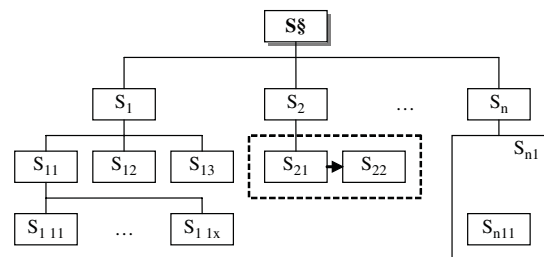 S§
S₁ S₂ … Sₙ
Sₙ₁
S₁₁ S₁₂ S₁₃ S₂₁ S₂₂
S₁ ₁₁ … S₁ ₁ₓ Sₙ₁₁